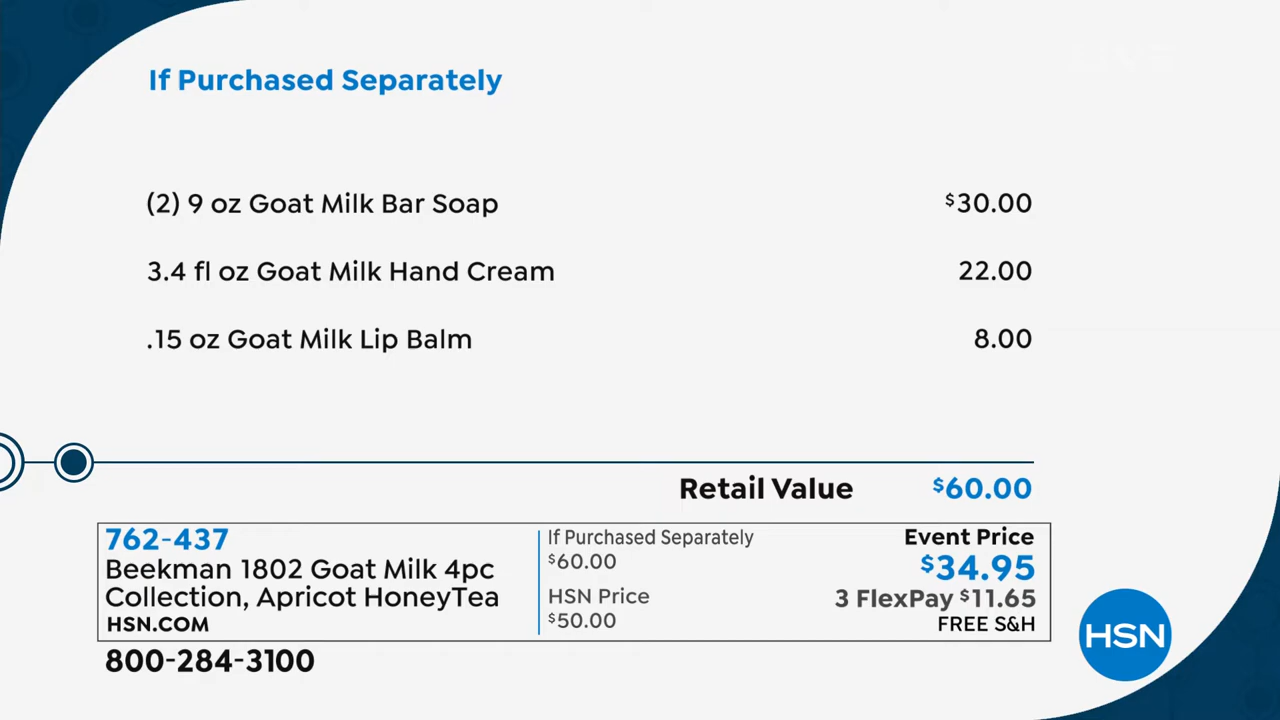 If Purchased Separately
(2) 9 oz Goat Milk Bar Soap $30.00
3.4 fl oz Goat Milk Hand Cream 22.00
.15 oz Goat Milk Lip Balm 8.00
Retail Value $60.00
762-437
Beekman 1802 Goat Milk 4pc
Collection, Apricot HoneyTea
HSN.COM
If Purchased Separately
$60.00
HSN Price
$50.00
Event Price
$34.95
3 FlexPay $11.65
FREE S&H
800-284-3100
HSN